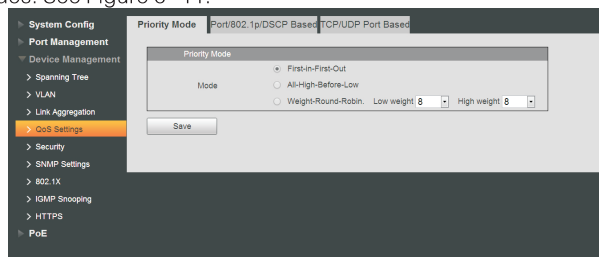 System Config
Port Management
Device Management
Spanning Tree
VLAN
Link Aggregation
QoS Settings
Security
SNMP Settings
802.1X
IGMP Snooping
HTTPS
PoE
Priority Mode Port/802.1p/DSCP Based TCP/UDP Port Based
Priority Mode
Mode
First-in-First-Out
All-High-Before-Low
Weight-Round-Robin. Low weight 8 High weight 8
Save